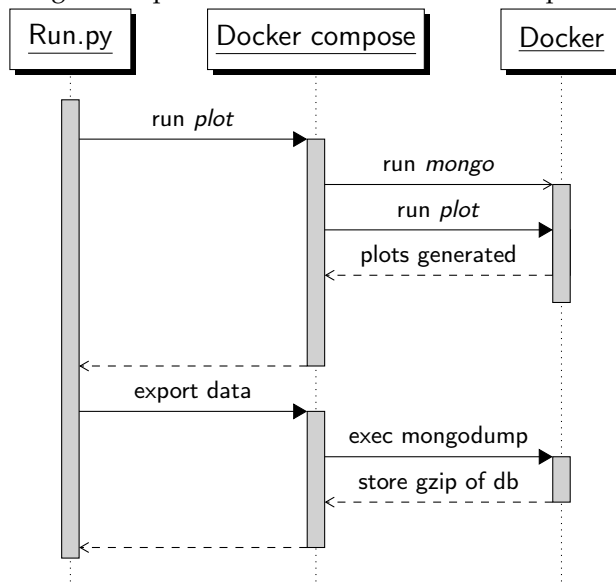 Run.py
Docker compose
Docker
run plot
run mongo
run plot
plots generated
export data
exec mongodump
store gzip of db